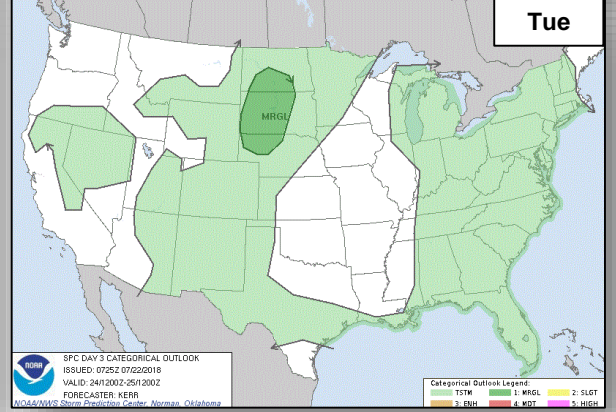 Tue
MRGL
NOAA
SPC DAY 3 CATEGORICAL OUTLOOK
ISSUED: 0725Z 07/22/2018
VALID: 24/1200Z-25/1200Z
FORECASTER: KERR
NOAA/NWS Storm Prediction Center, Norman, Oklahoma
Categorical Outlook Legend:
TSTM 1: MRGL 2: SLGT
3: ENH 4: MDT 5: HIGH